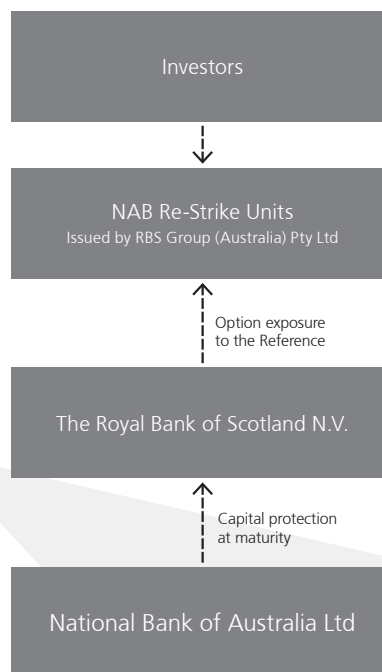 Investors
NAB Re-Strike Units
Issued by RBS Group (Australia) Pty Ltd
Option exposure
to the Reference
The Royal Bank of Scotland N.V.
Capital protection
at maturity
National Bank of Australia Ltd